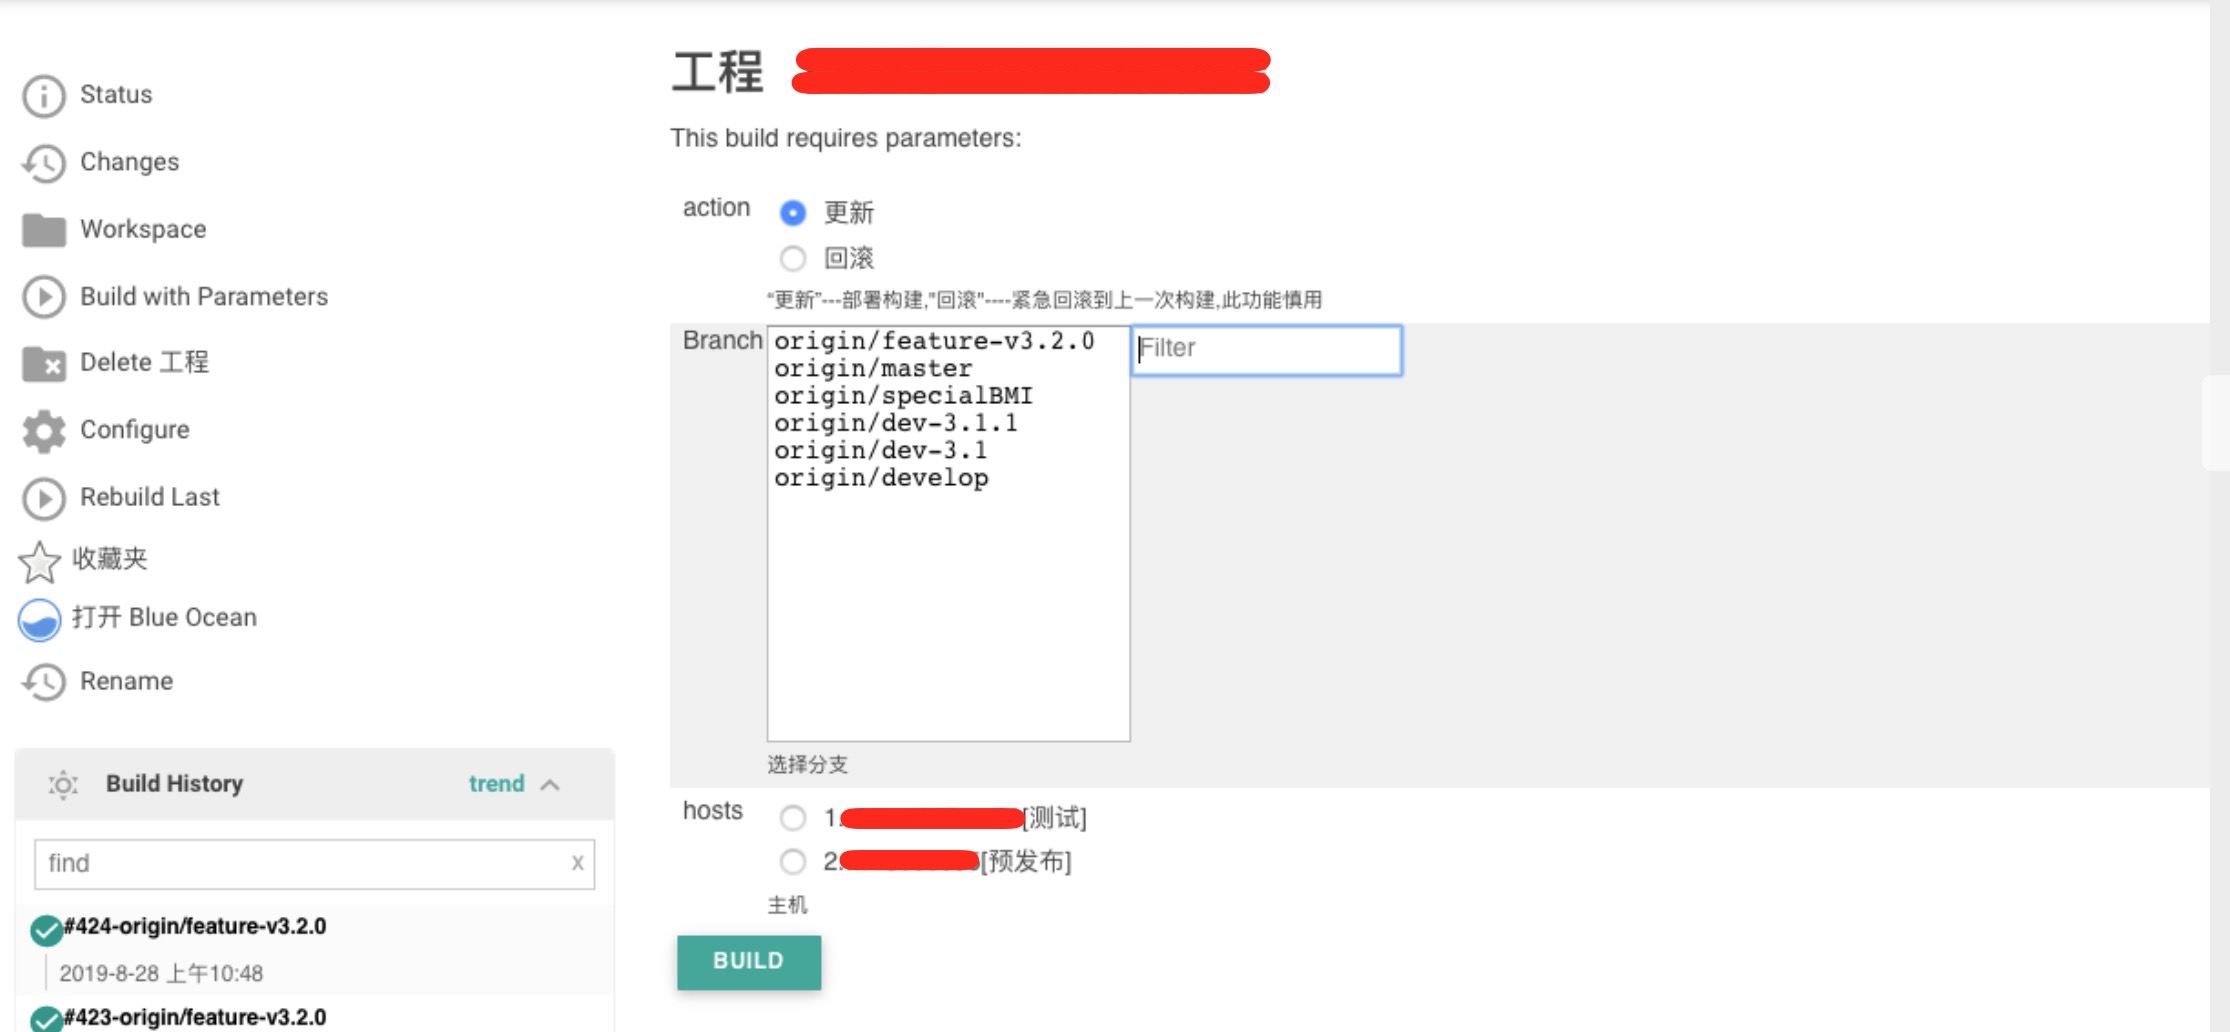 Status
Changes
Workspace
Build with Parameters
Delete 工程
Configure
Rebuild Last
收藏夹
打开 Blue Ocean
Rename
Build History
trend
find
x
#424-origin/feature-v3.2.0
2019-8-28 上午10:48
#423-origin/feature-v3.2.0
工程
This build requires parameters:
action
更新
回滚
“更新”---部署构建,"回滚"----紧急回滚到上一次构建,此功能慎用
Branch
origin/feature-v3.2.0
origin/master
origin/specialBMI
origin/dev-3.1.1
origin/dev-3.1
origin/develop
Filter
选择分支
hosts
1.[测试]
2.[预发布]
主机
BUILD